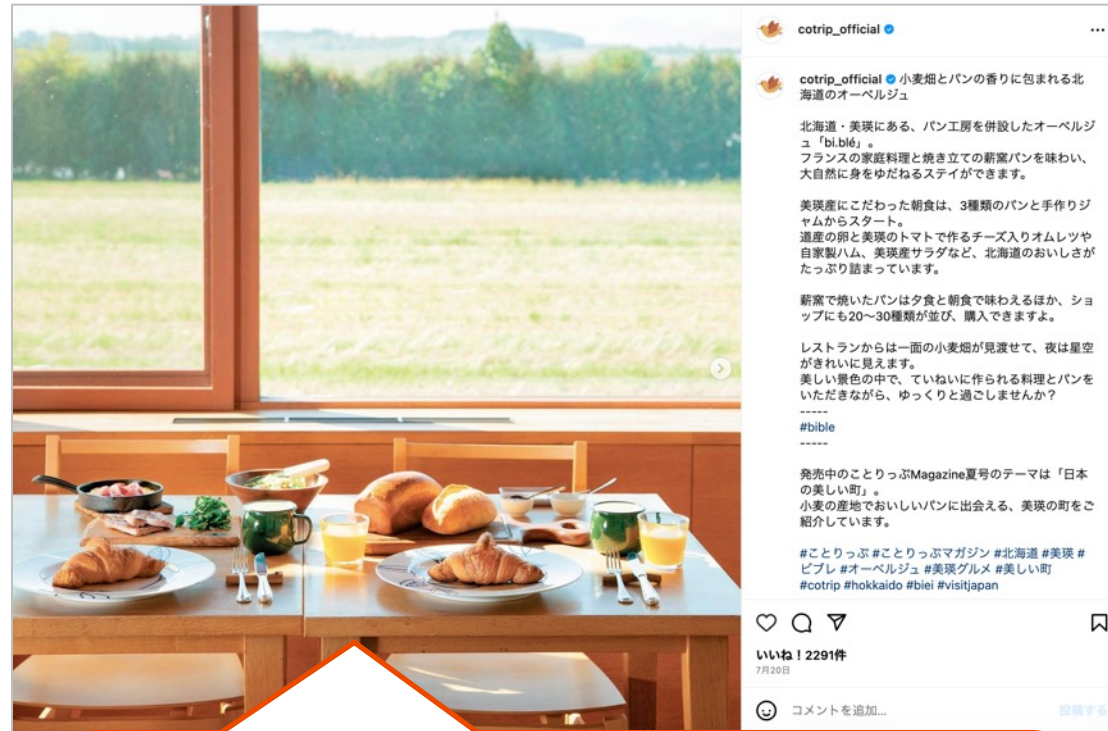 cotrip_official
cotrip_official 小麦畑とパンの香りに包まれる北
海道のオーベルジュ
北海道・美瑛にある、パン工房を併設したオーベルジ
ュ「bi.blé」。
フランスの家庭料理と焼き立ての薪窯パンを味わい、
大自然に身をゆだねるステイができます。
美瑛産にこだわった朝食は、3種類のパンと手作りジ
ャムからスタート。
道産の卵と美瑛のトマトで作るチーズ入りオムレツや
自家製ハム、美瑛産サラダなど、北海道のおいしさが
たっぷり詰まっています。
薪窯で焼いたパンは夕食と朝食で味わえるほか、ショ
ップにも20〜30種類が並び、購入できますよ。
レストランからは一面の小麦畑が見渡せて、夜は星空
がきれいに見えます。
美しい景色の中で、ていねいに作られる料理とパンを
いただきながら、ゆっくりと過ごしませんか？
-----
#bible
-----
発売中のことりっぷMagazine夏号のテーマは「日本
の美しい町」。
小麦の産地でおいしいパンに出会える、美瑛の町をご
紹介しています。
#ことりっぷ #ことりっぷマガジン #北海道 #美瑛 #
ビブレ #オーベルジュ #美瑛グルメ #美しい町
#cotrip #hokkaido #biei #visitjapan
いいね！2291件
7月20日
コメントを追加...
投稿する